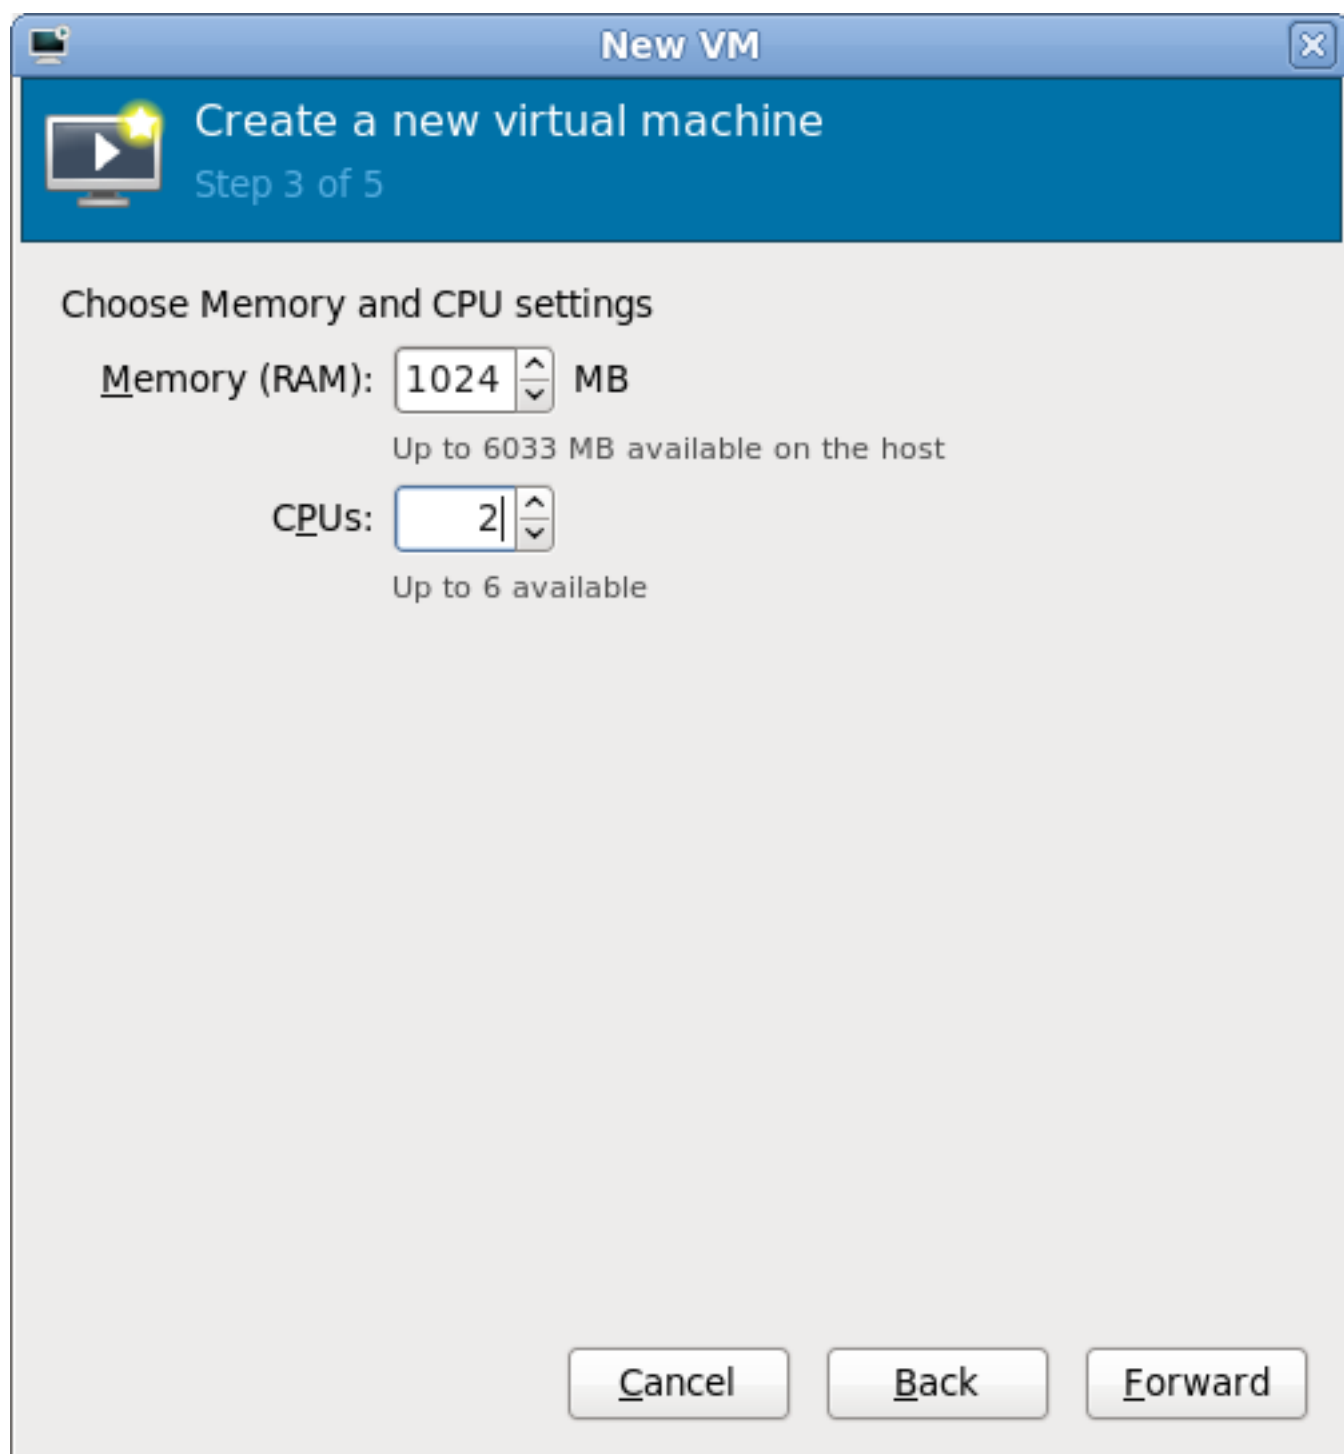 New VM
Create a new virtual machine
Step 3 of 5
Choose Memory and CPU settings
Memory (RAM): 1024 MB
Up to 6033 MB available on the host
CPUs: 2
Up to 6 available
Cancel Back Forward